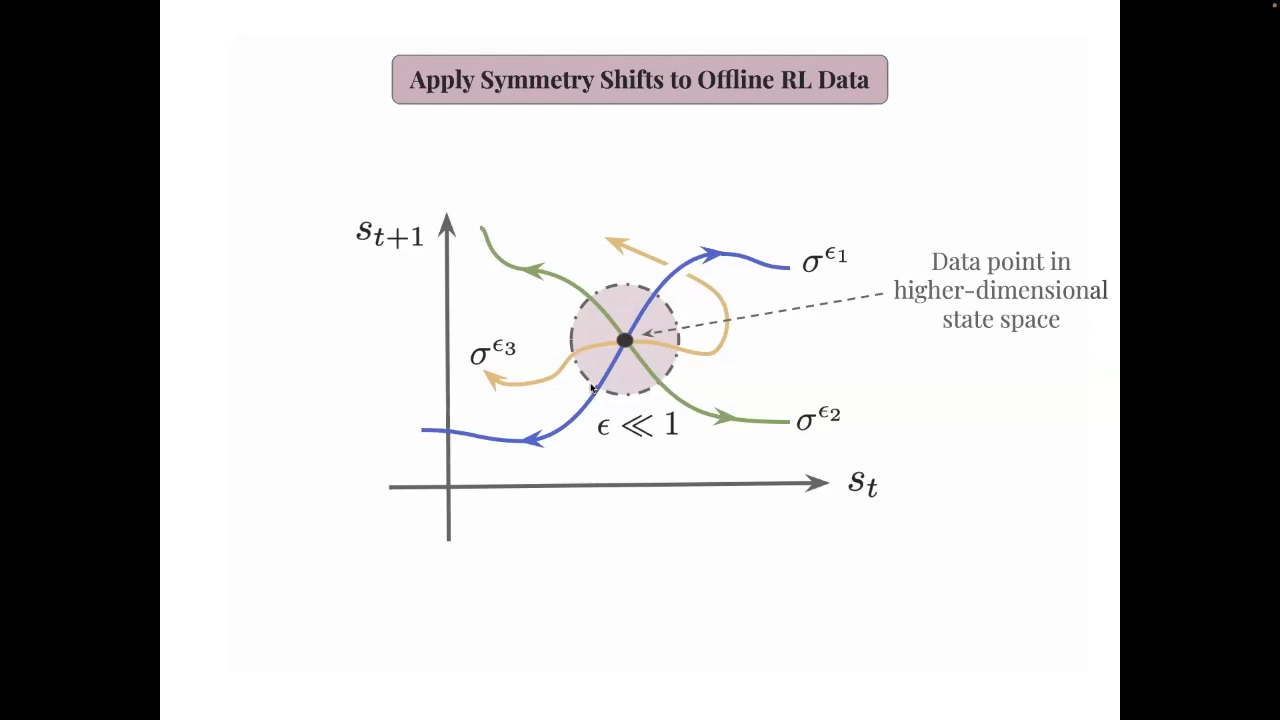 Apply Symmetry Shifts to Offline RL Data
s_{t+1}
σ^{ϵ_1}
Data point in
higher-dimensional
state space
σ^{ϵ_3}
ϵ ≪ 1
σ^{ϵ_2}
s_t